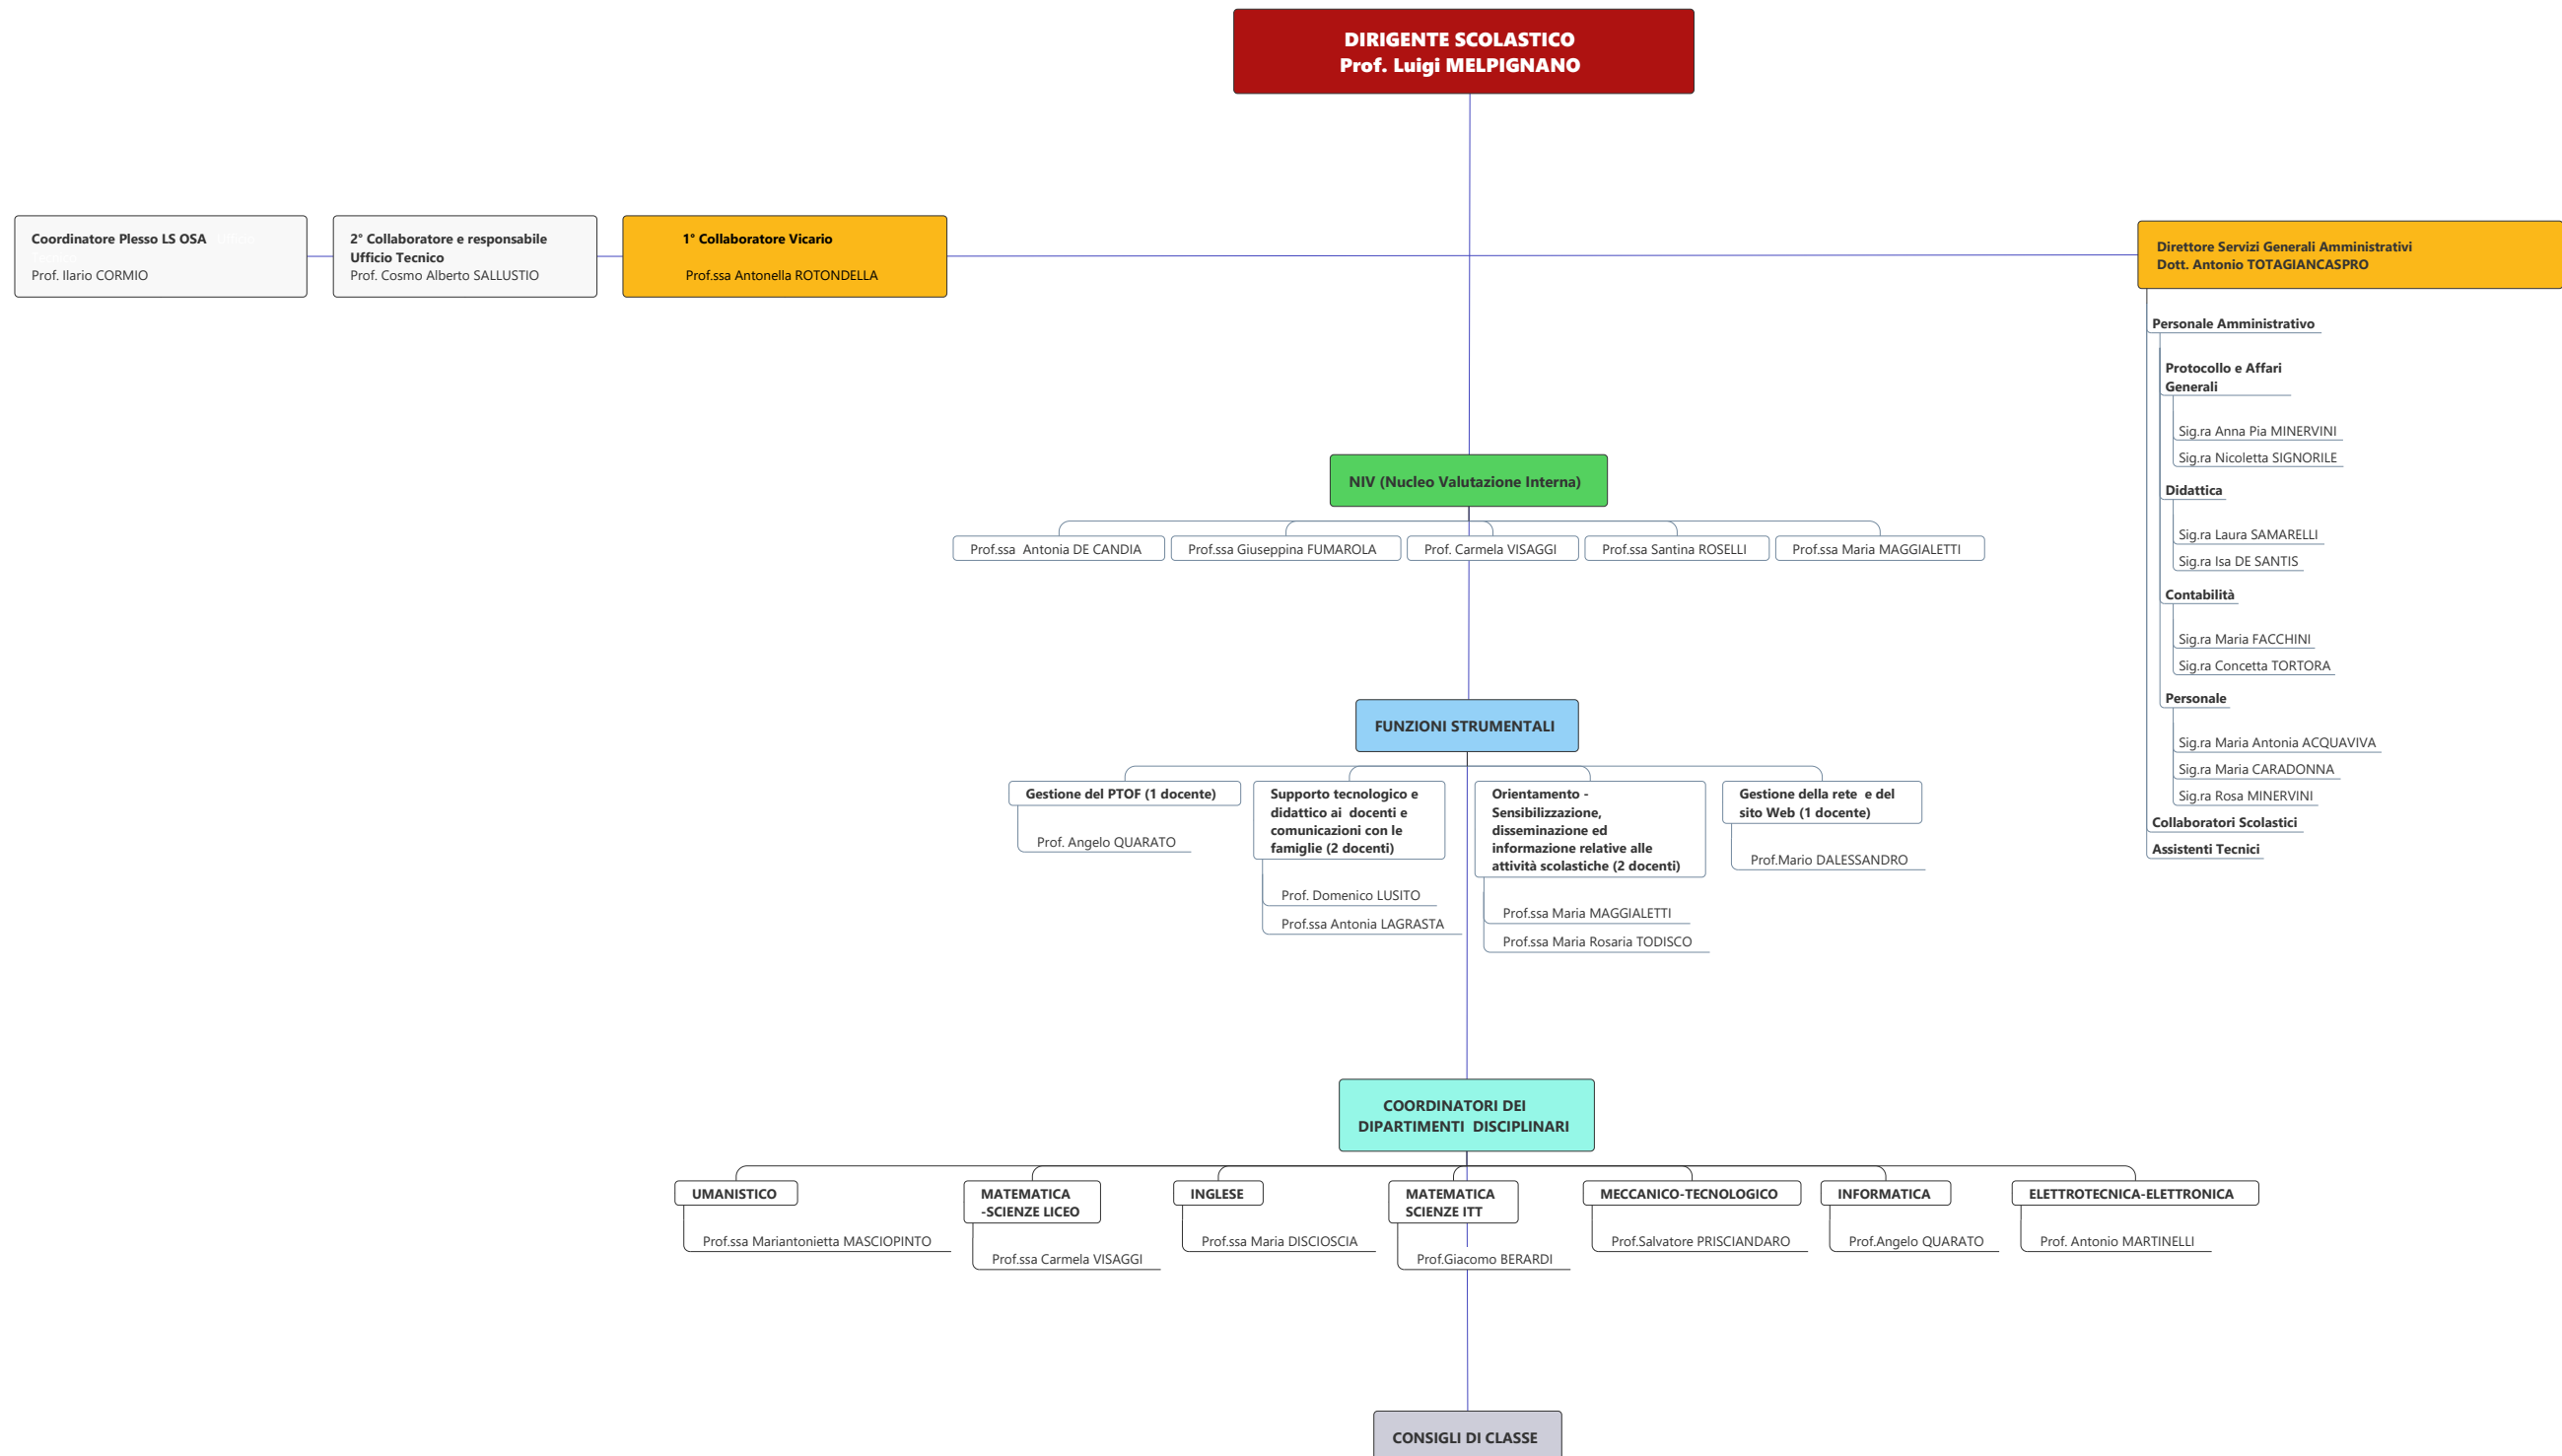 DIRIGENTE SCOLASTICO
Prof. Luigi MELPIGNANO
Coordinatore Plesso LS OSA
Prof. Ilario CORMIO
2° Collaboratore e responsabile
Ufficio Tecnico
Prof. Cosmo Alberto SALLUSTIO
1° Collaboratore Vicario
Prof.ssa Antonella ROTONDELLA
Direttore Servizi Generali Amministrativi
Dott. Antonio TOTAGIANCASPRO
Personale Amministrativo
Protocollo e Affari
Generali
Sig.ra Anna Pia MINERVINI
Sig.ra Nicoletta SIGNORILE
Didattica
Sig.ra Laura SAMARELLI
Sig.ra Isa DE SANTIS
Contabilità
Sig.ra Maria FACCHINI
Sig.ra Concetta TORTORA
Personale
Sig.ra Maria Antonia ACQUAVIVA
Sig.ra Maria CARADONNA
Sig.ra Rosa MINERVINI
Collaboratori Scolastici
Assistenti Tecnici
NIV (Nucleo Valutazione Interna)
Prof.ssa Antonia DE CANDIA
Prof.ssa Giuseppina FUMAROLA
Prof. Carmela VISAGGI
Prof.ssa Santina ROSELLI
Prof.ssa Maria MAGGIALETTI
FUNZIONI STRUMENTALI
Gestione del PTOF (1 docente)
Prof. Angelo QUARATO
Supporto tecnologico e
didattico ai docenti e
comunicazioni con le
famiglie (2 docenti)
Prof. Domenico LUSITO
Prof.ssa Antonia LAGRASTA
Orientamento -
Sensibilizzazione,
disseminazione ed
informazione relative alle
attività scolastiche (2 docenti)
Prof.ssa Maria MAGGIALETTI
Prof.ssa Maria Rosaria TODISCO
Gestione della rete e del
sito Web (1 docente)
Prof.Mario DALESSANDRO
COORDINATORI DEI
DIPARTIMENTI DISCIPLINARI
UMANISTICO
Prof.ssa Mariantonietta MASCIOPINTO
MATEMATICA
-SCIENZE LICEO
Prof.ssa Carmela VISAGGI
INGLESE
Prof.ssa Maria DISCIOSCIA
MATEMATICA
SCIENZE ITT
Prof.Giacomo BERARDI
MECCANICO-TECNOLOGICO
Prof.Salvatore PRISCIANDARO
INFORMATICA
Prof.Angelo QUARATO
ELETTROTECNICA-ELETTRONICA
Prof. Antonio MARTINELLI
CONSIGLI DI CLASSE